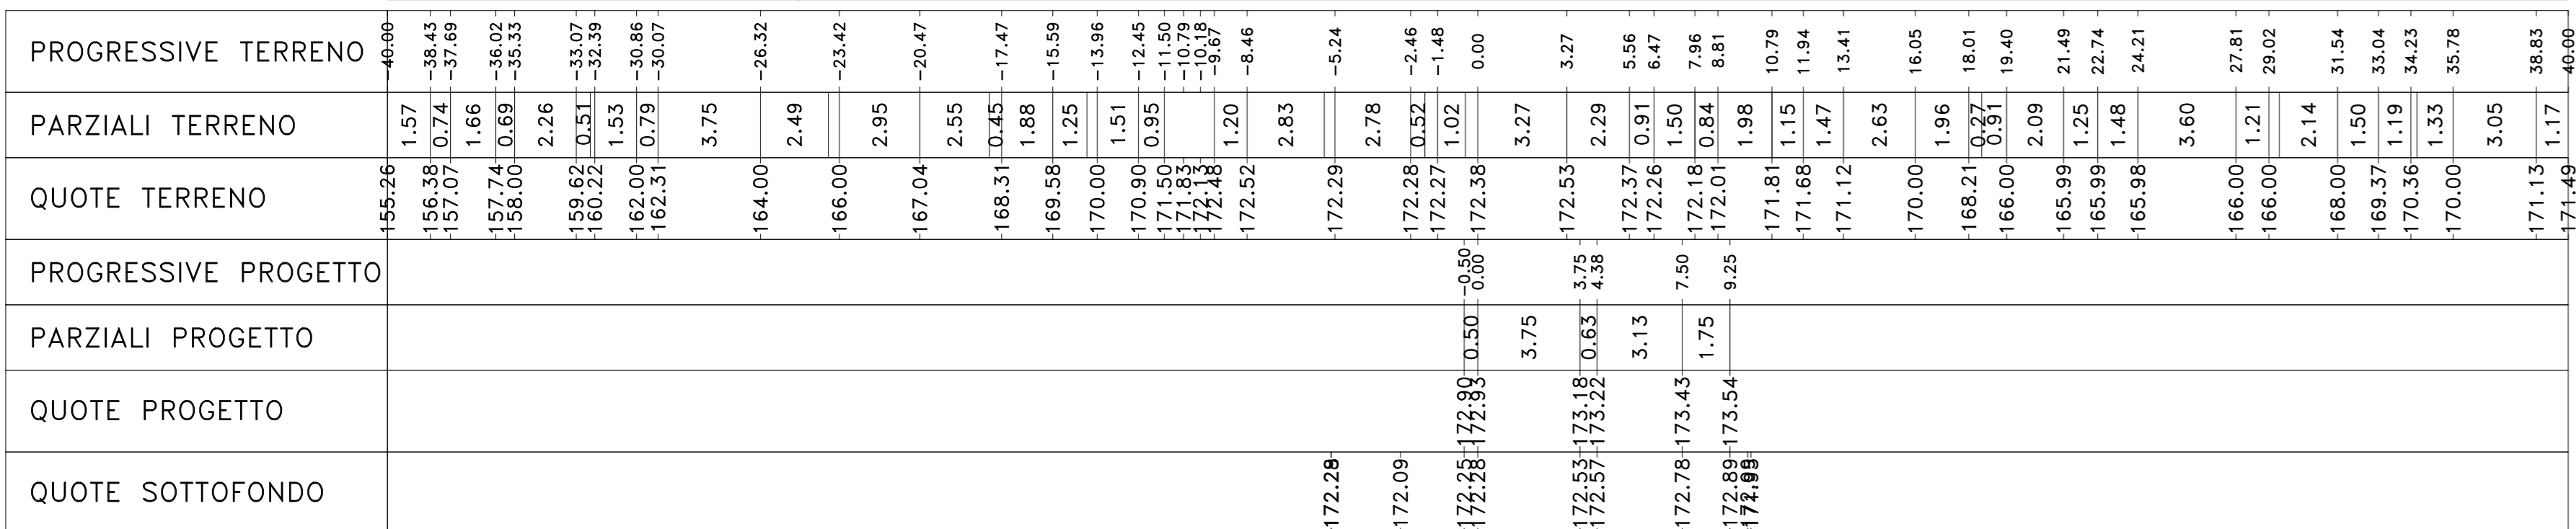 PROGRESSIVE TERRENO -40.00 -38.43 -37.69 -36.02 -35.33 -33.07 -32.39 -30.86 -30.07 -26.32 -23.42 -20.47 -17.47 -15.59 -13.96 -12.45 -11.50 -10.79 -10.18 -9.67 -8.46 -5.24 -2.46 -1.48 0.00 3.27 5.56 6.47 7.96 8.81 10.79 11.94 13.41 16.05 18.01 19.40 21.49 22.74 24.21 27.81 29.02 31.54 33.04 34.23 35.78 38.83 40.00
PARZIALI TERRENO 1.57 0.74 1.66 0.69 2.26 0.51 1.53 0.79 3.75 2.49 2.95 2.55 0.45 1.88 1.25 1.51 0.95 1.20 2.83 2.78 0.52 1.02 3.27 2.29 0.91 1.50 0.84 1.98 1.15 1.47 2.63 1.96 0.27 0.91 2.09 1.25 1.48 3.60 1.21 2.14 1.50 1.19 1.33 3.05 1.17
QUOTE TERRENO 155.26 156.38 157.07 157.74 158.00 159.62 160.22 162.00 162.31 164.00 166.00 167.04 168.31 169.58 170.00 170.90 171.50 171.83 172.13 172.48 172.52 172.29 172.28 172.27 172.38 172.53 172.37 172.26 172.18 172.01 171.81 171.68 171.12 170.00 168.21 166.00 165.99 165.99 165.98 166.00 166.00 168.00 169.37 170.36 170.00 171.13 171.49
PROGRESSIVE PROGETTO -0.50 0.00 3.75 4.38 7.50 9.25
PARZIALI PROGETTO 0.50 3.75 0.63 3.13 1.75
QUOTE PROGETTO 172.90 172.93 173.18 173.22 173.43 173.54
QUOTE SOTTOFONDO 172.09 172.25 172.28 172.53 172.57 172.78 172.89